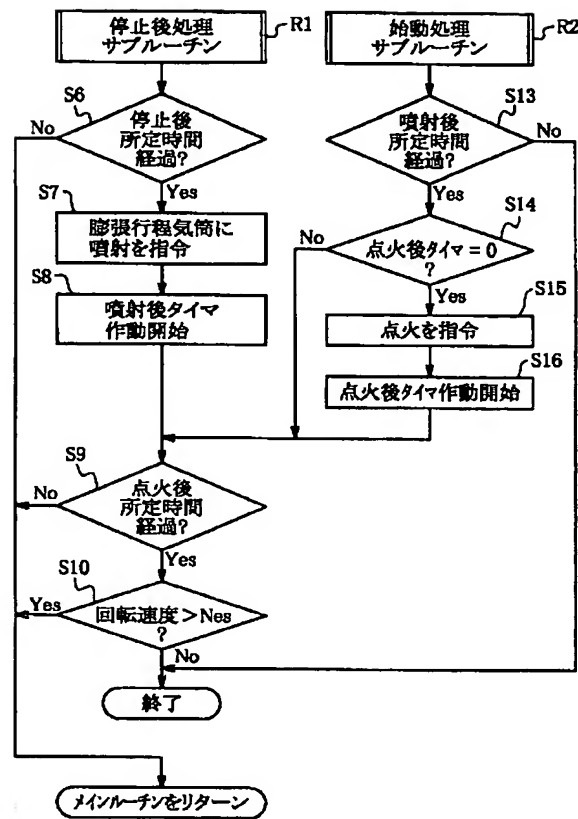 停止後処理
サブルーチン
R1
始動処理
サブルーチン
R2
S6
停止後
所定時間
経過?
No
Yes
S13
噴射後
所定時間
経過?
No
Yes
S7
膨張行程気筒に
噴射を指令
S14
点火後タイマ = 0
?
No
Yes
S8
噴射後タイマ
作動開始
S15
点火を指令
S16
点火後タイマ作動開始
S9
点火後
所定時間
経過?
No
Yes
S10
回転速度 > Nes
?
Yes
No
終了
メインルーチンをリターン